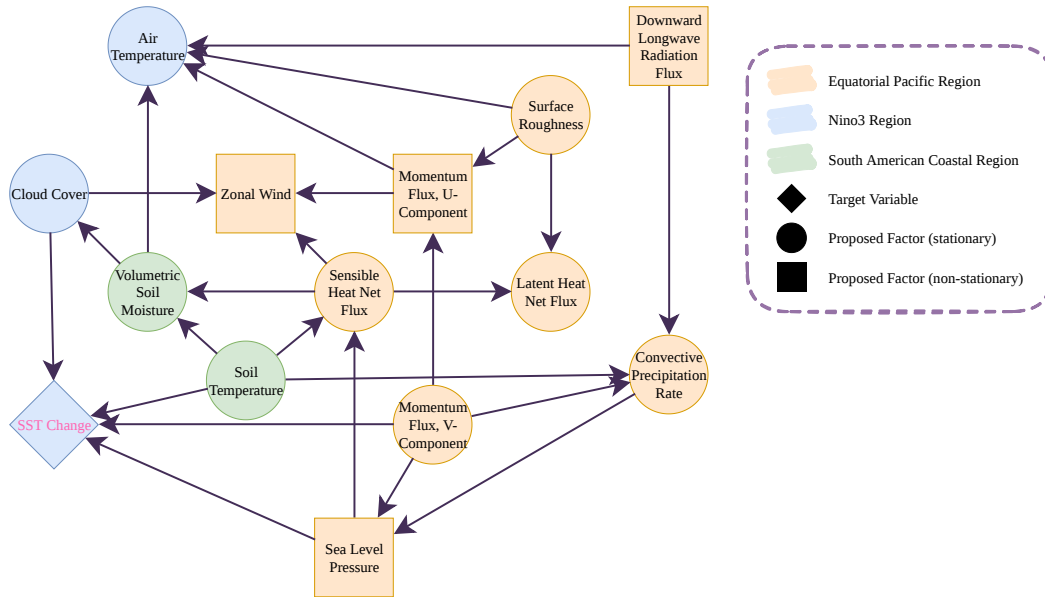 Air
Temperature
Downward
Longwave
Radiation
Flux
Surface
Roughness
Cloud Cover
Zonal Wind
Momentum
Flux, U-
Component
Volumetric
Soil
Moisture
Sensible
Heat Net
Flux
Latent Heat
Net Flux
Soil
Temperature
Convective
Precipitation
Rate
SST Change
Momentum
Flux, V-
Component
Sea Level
Pressure
Equatorial Pacific Region
Nino3 Region
South American Coastal Region
Target Variable
Proposed Factor (stationary)
Proposed Factor (non-stationary)